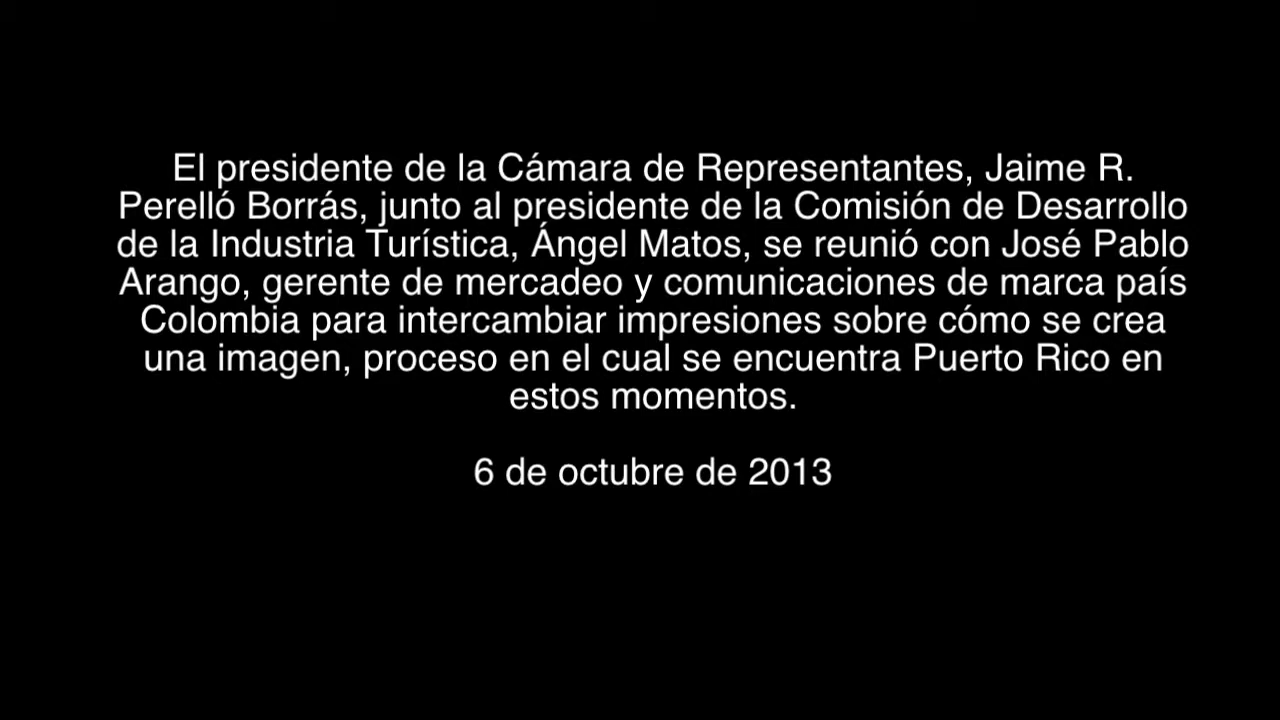 El presidente de la Cámara de Representantes, Jaime R.
Perelló Borrás, junto al presidente de la Comisión de Desarrollo
de la Industria Turística, Ángel Matos, se reunió con José Pablo
Arango, gerente de mercadeo y comunicaciones de marca país
Colombia para intercambiar impresiones sobre cómo se crea
una imagen, proceso en el cual se encuentra Puerto Rico en
estos momentos.
6 de octubre de 2013